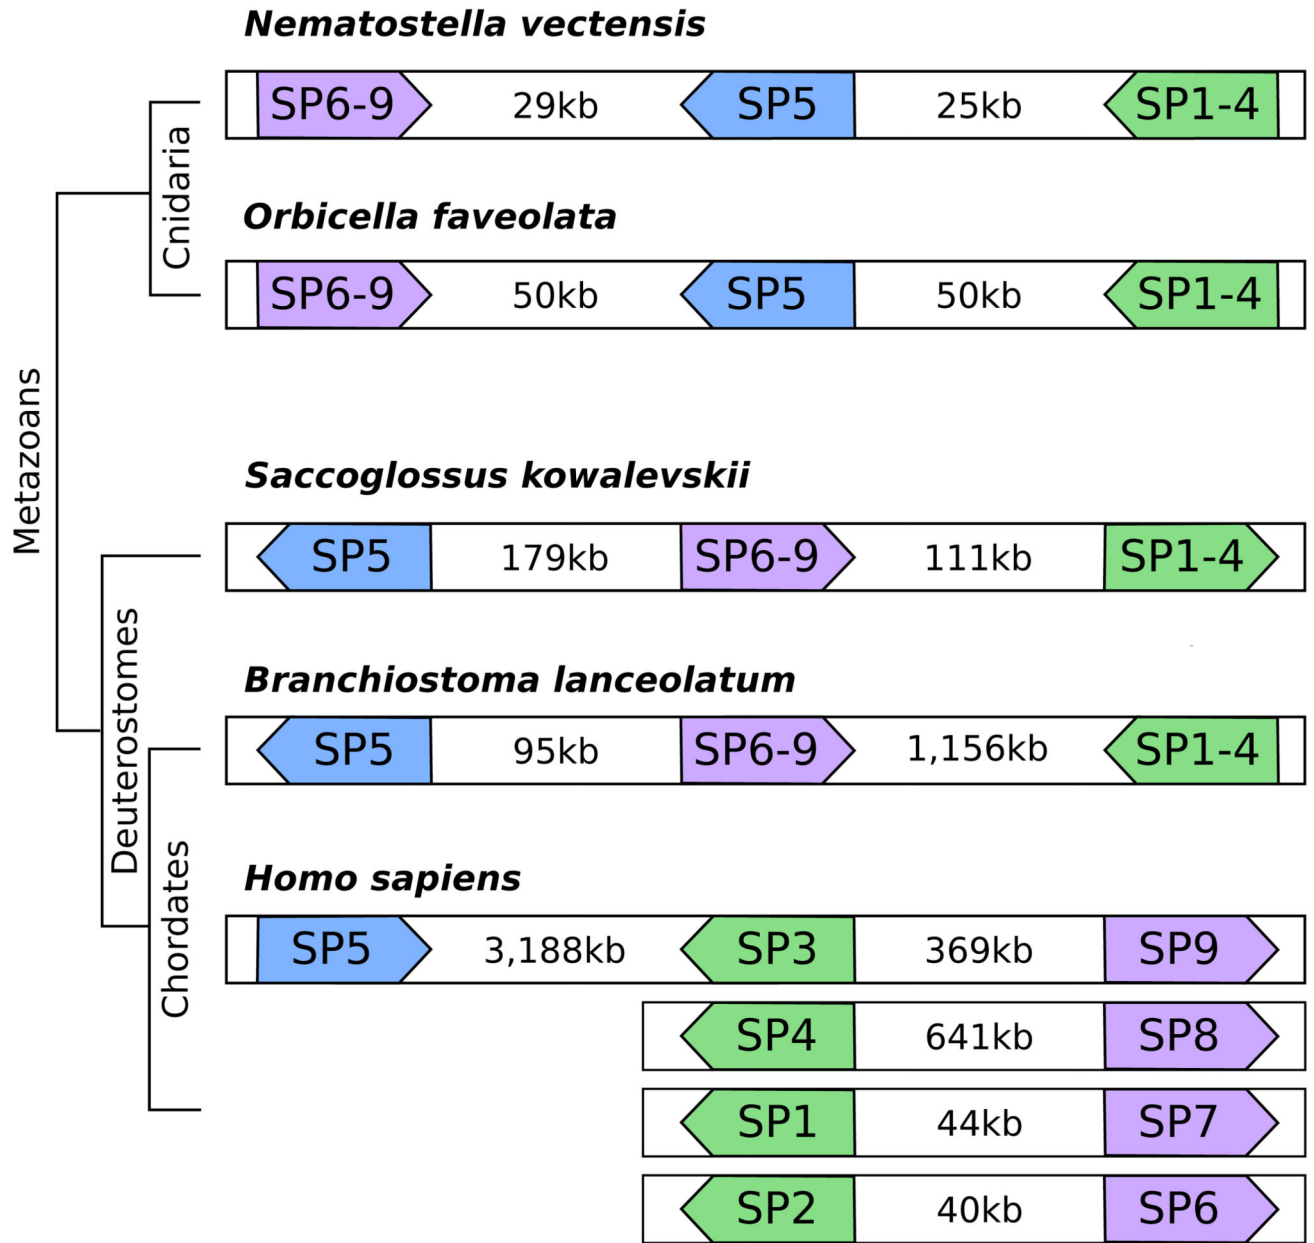 Nematostella vectensis
SP6-9 29kb SP5 25kb SP1-4
Cnidaria
Orbicella faveolata
SP6-9 50kb SP5 50kb SP1-4
Metazoans
Saccoglossus kowalevskii
SP5 179kb SP6-9 111kb SP1-4
Deuterostomes
Branchiostoma lanceolatum
SP5 95kb SP6-9 1,156kb SP1-4
Chordates
Homo sapiens
SP5 3,188kb SP3 369kb SP9
SP4 641kb SP8
SP1 44kb SP7
SP2 40kb SP6